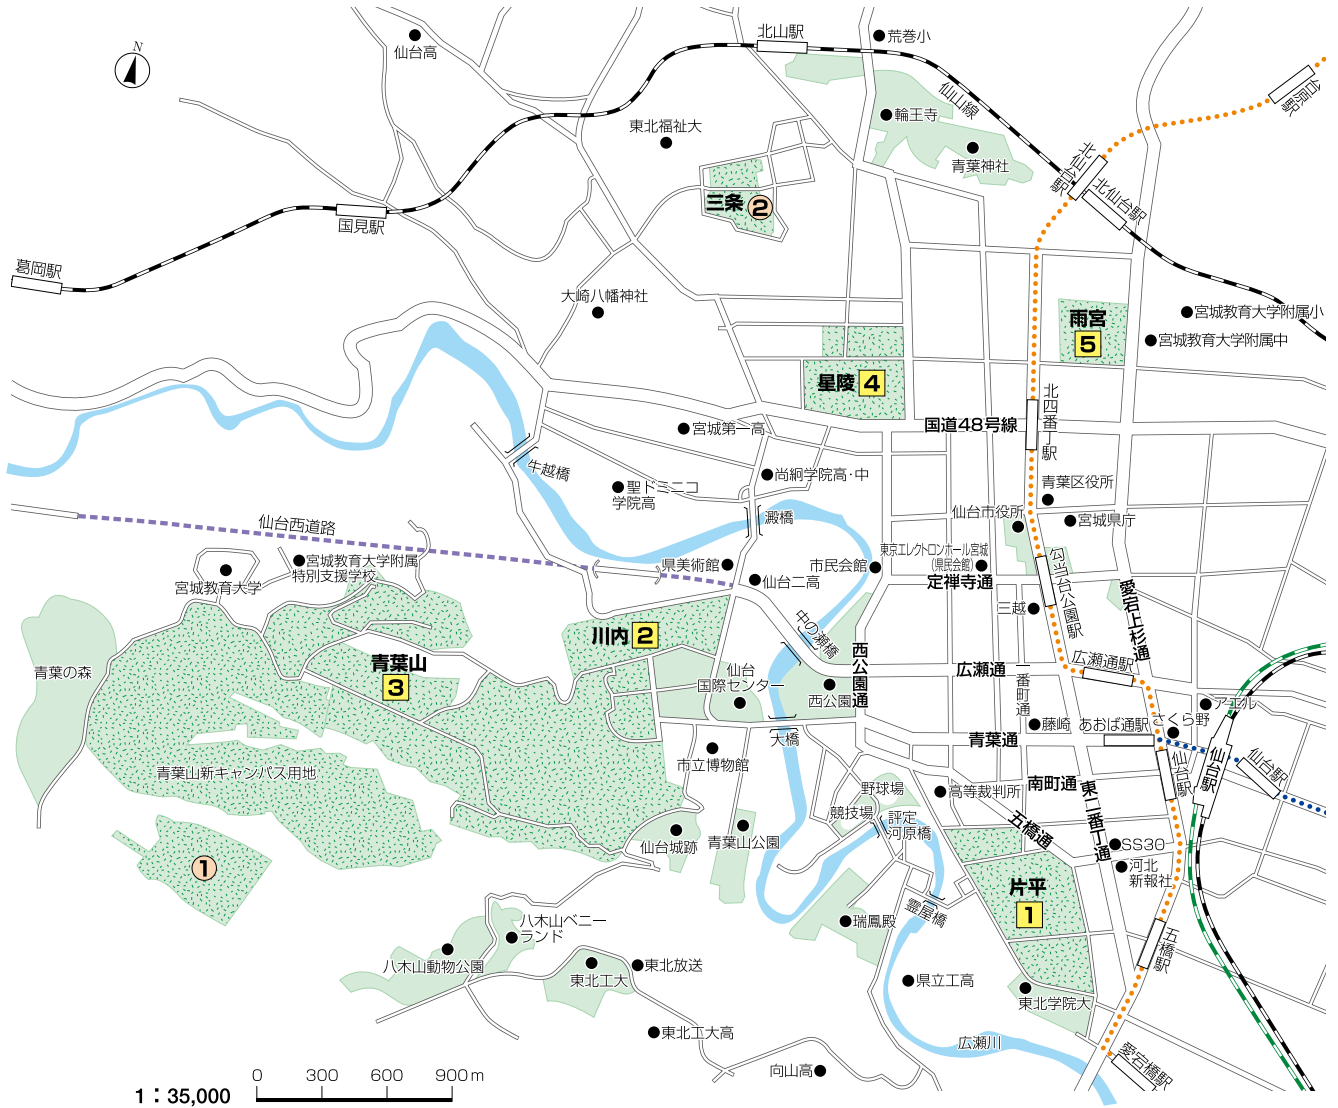 N
仙台高
北山駅
荒巻小
仙山線
台原駅
輪王寺
青葉神社
東北福祉大
北仙台駅
北仙台駅
三条 2
国見駅
葛岡駅
大崎八幡神社
雨宮
5
宮城教育大学附属小
宮城教育大学附属中
星陵 4
北四番丁駅
国道48号線
宮城第一高
牛越橋
尚絅学院高・中
聖ドミニコ
学院高
青葉区役所
仙台市役所
宮城県庁
澱橋
仙台西道路
宮城教育大学附属
特別支援学校
宮城教育大学
県美術館
仙台二高
市民会館
東京エレクトロンホール宮城
(県民会館)
定禅寺通
勾当台公園駅
愛宕上杉通
三越
中の瀬橋
川内 2
西公園通
青葉山
3
青葉の森
仙台
国際センター
西公園
広瀬通
一番町通
広瀬通駅
アエル
藤崎
あおば通駅
さくら野
大橋
青葉通
市立博物館
仙台駅
仙台駅
仙台駅
青葉山新キャンパス用地
野球場
高等裁判所
南町通
東二番丁通
競技場
評定
河原橋
五橋通
青葉山公園
仙台城跡
SS30
河北
新報社
1
片平
1
霊屋橋
瑞鳳殿
五橋駅
八木山ベニー
ランド
八木山動物公園
東北工大
東北放送
県立工高
東北学院大
東北工大高
広瀬川
向山高
愛宕橋駅
1：35,000
0 300 600 900m